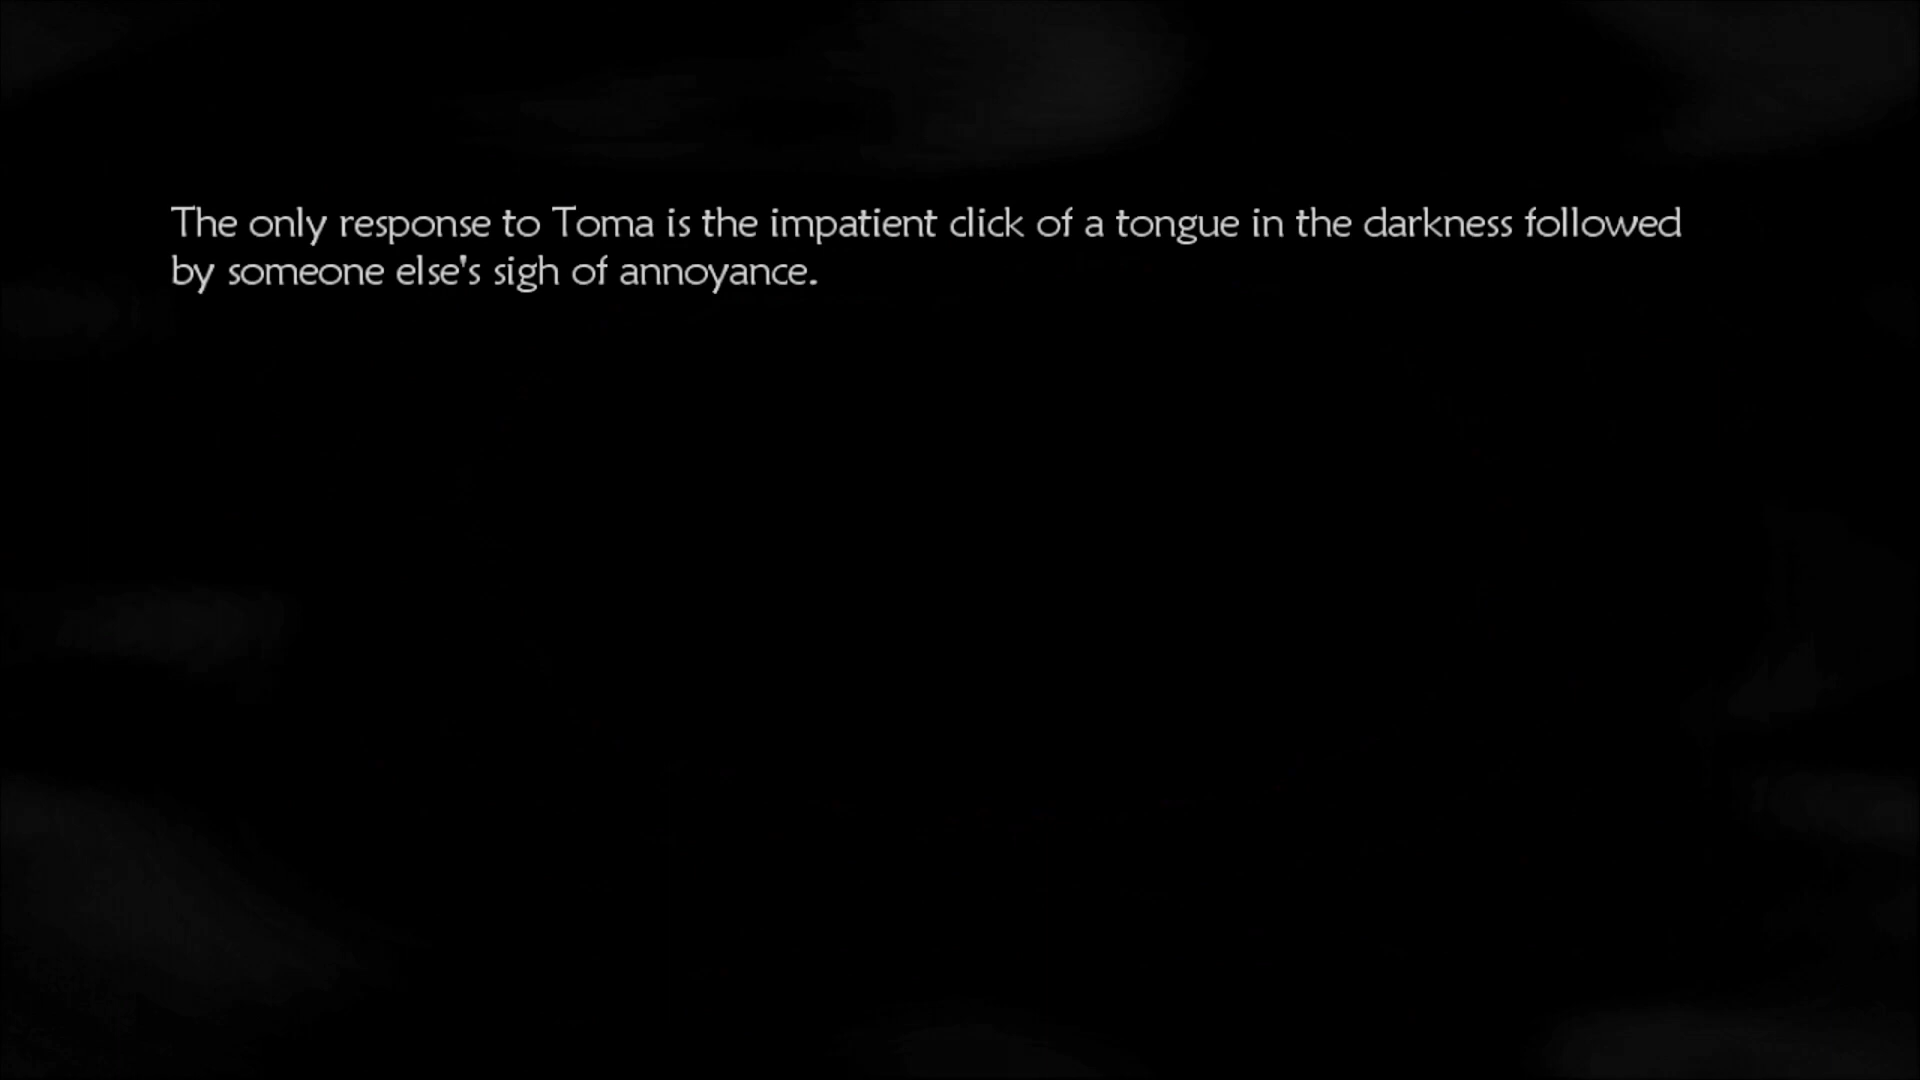 The only response to Toma is the impatient click of a tongue in the darkness followed
by someone else's sigh of annoyance.